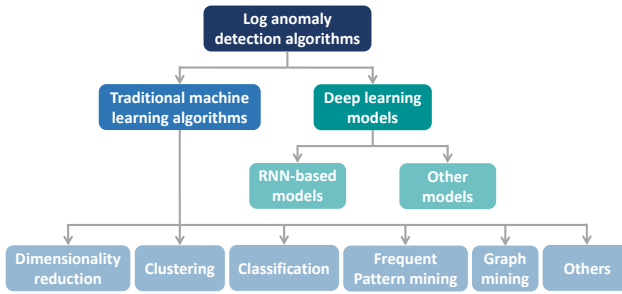 Log anomaly
detection algorithms
Traditional machine
learning algorithms
Deep learning
models
RNN-based
models
Other
models
Dimensionality
reduction
Clustering
Classification
Frequent
Pattern mining
Graph
mining
Others